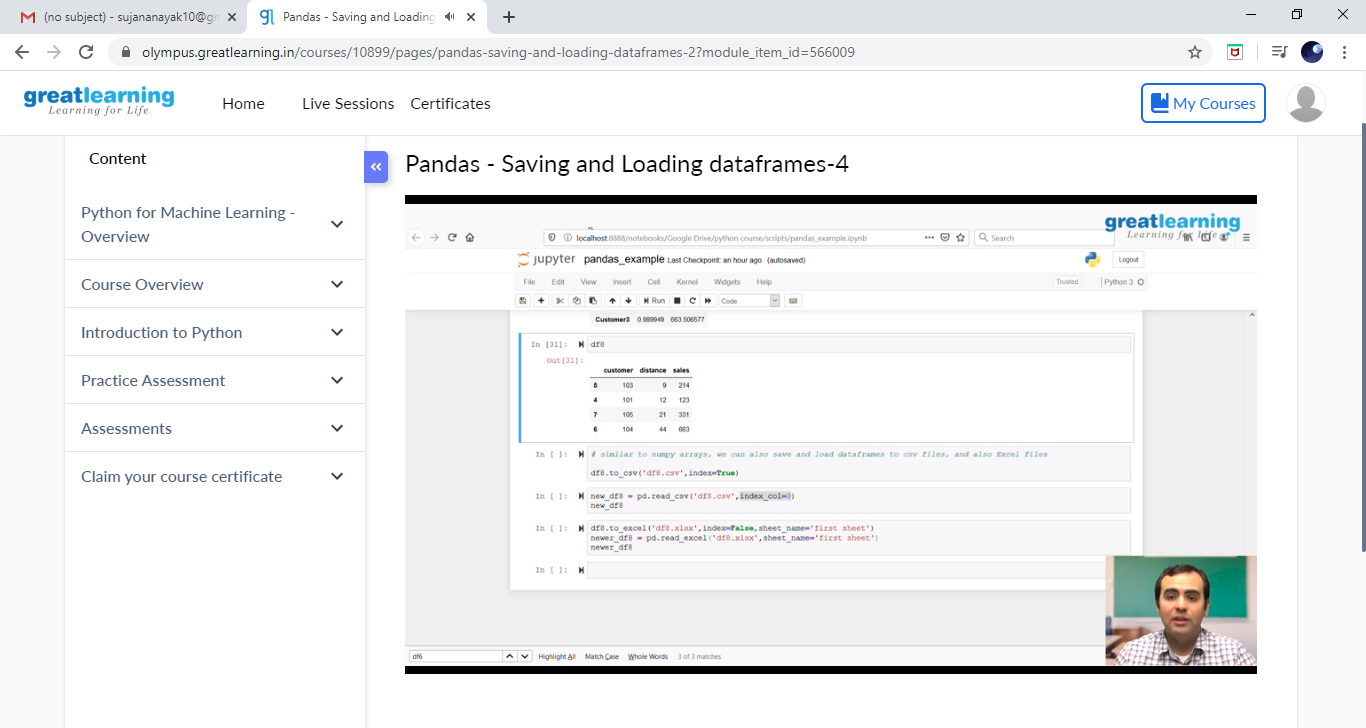 (no subject) - sujananayak10@gm
Pandas - Saving and Loading
olympus.greatlearning.in/courses/10899/pages/pandas-saving-and-loading-dataframes-2?module_item_id=566009
greatlearning
Learning for Life
Home
Live Sessions
Certificates
My Courses
Content
Python for Machine Learning -
Overview
Course Overview
Introduction to Python
Practice Assessment
Assessments
Claim your course certificate
Pandas - Saving and Loading dataframes-4
greatlearning
Learning for Life
localhost:8888/notebooks/Google Drive/python course/scripts/pandas_example.ipynb
Search
jupyter pandas_example Last Checkpoint: an hour ago (autosaved)
Logout
File Edit View Insert Cell Kernel Widgets Help
Trusted Python 3
Run Code
Customer3 0.989949 663.506577
In [31]: df8
Out[31]:
customer distance sales
5 103 9 214
4 101 12 123
7 105 21 331
6 104 44 663
In [ ]: # similar to numpy arrays, we can also save and load dataframes to csv files, and also Excel files
df8.to_csv('df8.csv',index=True)
In [ ]: new_df8 = pd.read_csv('df8.csv',index_col=0)
new_df8
In [ ]: df8.to_excel('df8.xlsx',index=False,sheet_name='first sheet')
newer_df8 = pd.read_excel('df8.xlsx',sheet_name='first sheet')
newer_df8
In [ ]:
df6
Highlight All Match Case Whole Words 3 of 3 matches